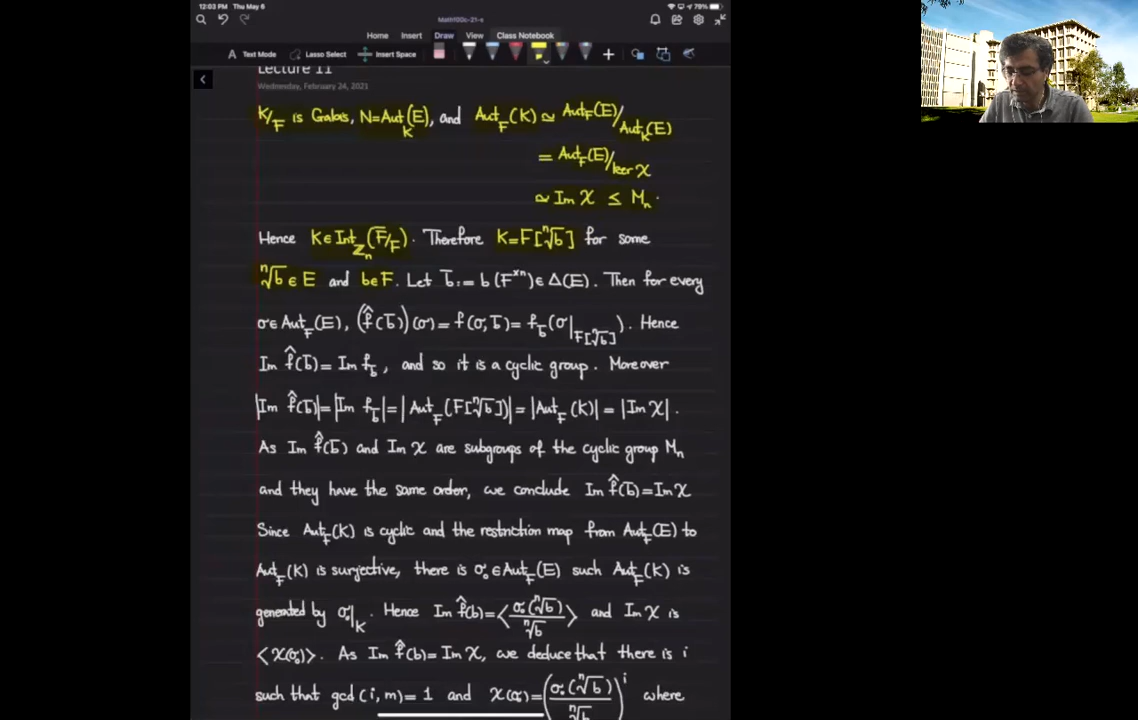 12:03 PM Thu May 6
79%
Math100c-21-s
Home Insert Draw View Class Notebook
Text Mode Lasso Select Insert Space
Lecture 11
Wednesday, February 24, 2021
K/F is Galois, N=Aut_K(E), and Aut_F(K) ≃ Aut_F(E)/Aut_K(E)
= Aut_F(E)/ker χ
≃ Im χ ≤ M_n.
Hence K∈Int_{Z_n}(F̄/F). Therefore K=F[ⁿ√b] for some
ⁿ√b ∈ E and b∈F. Let b̄ := b(F^{×n}) ∈ Δ(E). Then for every
σ∈Aut_F(E), (f̂(b̄))(σ) = f(σ, b̄) = f_b̄(σ|_{F[ⁿ√b]}). Hence
Im f̂(b̄) = Im f_b̄, and so it is a cyclic group. Moreover
|Im f̂(b̄)| = |Im f_b̄| = |Aut_F(F[ⁿ√b])| = |Aut_F(K)| = |Im χ|.
As Im f̂(b̄) and Im χ are subgroups of the cyclic group M_n
and they have the same order, we conclude Im f̂(b̄) = Im χ
Since Aut_F(K) is cyclic and the restriction map from Aut_F(E) to
Aut_F(K) is surjective, there is σ₀∈Aut_F(E) such Aut_F(K) is
generated by σ₀|_K. Hence Im f̂(b) = ⟨σ₀(ⁿ√b)/ⁿ√b⟩ and Im χ is
⟨χ(σ₀)⟩. As Im f̂(b) = Im χ, we deduce that there is i
such that gcd(i,m) = 1 and χ(σ₀) = (σ₀(ⁿ√b)/ⁿ√b)^i where